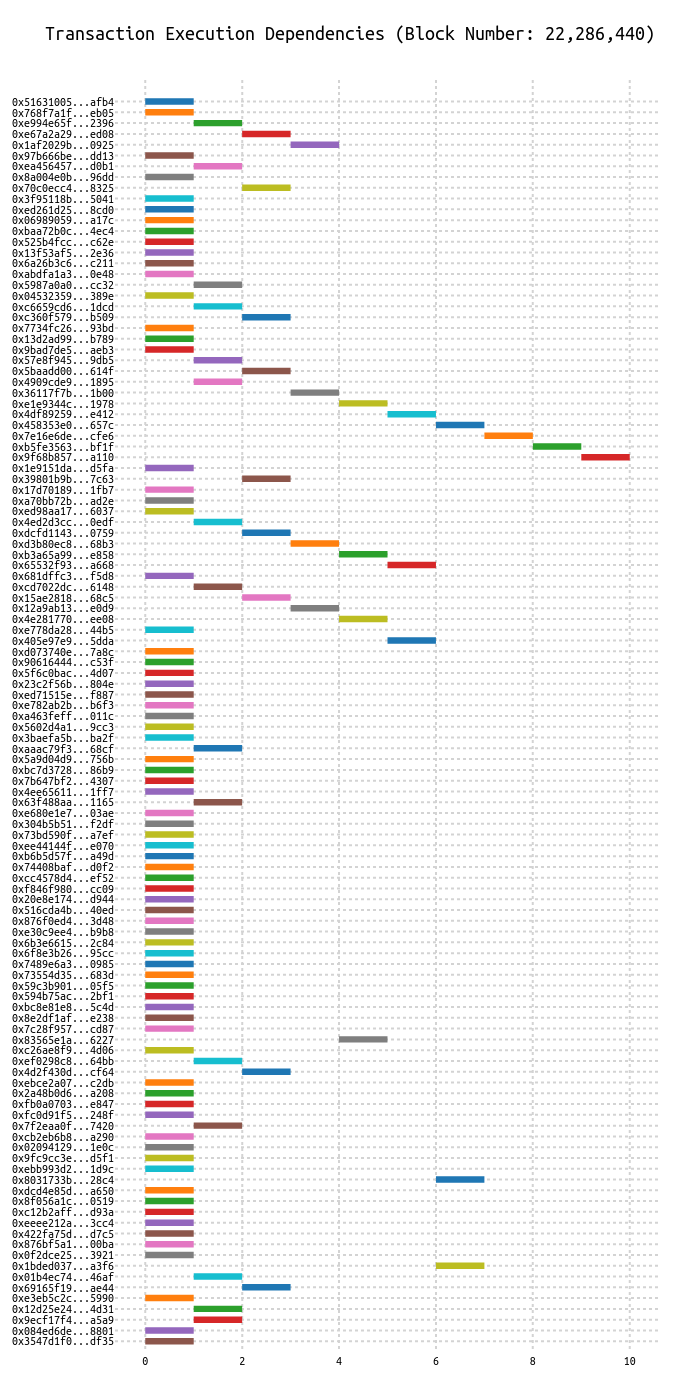 Transaction Execution Dependencies (Block Number: 22,286,440)
0x51631005...afb4
0x768f7a1f...eb05
0xe994e65f...2396
0xe67a2a29...ed08
0x1af2029b...0925
0x97b666be...dd13
0xea456457...d0b1
0x8a004e0b...96dd
0x70c0ecc4...8325
0x3f95118b...5041
0xed261d25...8cd0
0x06989059...a17c
0xbaa72b0c...4ec4
0x525b4fcc...c62e
0x13f53af5...2e36
0x6a26b3c6...c211
0xabdfa1a3...0e48
0x5987a0a0...cc32
0x04532359...389e
0xc6659cd6...1dcd
0xc360f579...b509
0x7734fc26...93bd
0x13d2ad99...b789
0x9bad7de5...aeb3
0x57e8f945...9db5
0x5baadd00...614f
0x4909cde9...1895
0x36117f7b...1b00
0xe1e9344c...1978
0x4df89259...e412
0x458353e0...657c
0x7e16e6de...cfe6
0xb5fe3563...bf1f
0x9f68b857...a110
0x1e9151da...d5fa
0x39801b9b...7c63
0x17d70189...1fb7
0xa70bb72b...ad2e
0xed98aa17...6037
0x4ed2d3cc...0edf
0xdcfd1143...0759
0xd3b80ec8...68b3
0xb3a65a99...e858
0x65532f93...a668
0x681dffc3...f5d8
0xcd7022dc...6148
0x15ae2818...68c5
0x12a9ab13...e0d9
0x4e281770...ee08
0xe778da28...44b5
0x405e97e9...5dda
0xd073740e...7a8c
0x90616444...c53f
0x5f6c0bac...4d07
0x23c2f56b...804e
0xed71515e...f887
0xe782ab2b...b6f3
0xa463feff...011c
0x5602d4a1...9cc3
0x3baefa5b...ba2f
0xaaac79f3...68cf
0x5a9d04d9...756b
0xbc7d3728...86b9
0x7b647bf2...4307
0x4ee65611...1ff7
0x63f488aa...1165
0xe680e1e7...03ae
0x304b5b51...f2df
0x73bd590f...a7ef
0xee44144f...e070
0xb6b5d57f...a49d
0x74408baf...d0f2
0xcc4578d4...ef52
0xf846f980...cc09
0x20e8e174...d944
0x516cda4b...40ed
0x876f0ed4...3d48
0xe30c9ee4...b9b8
0x6b3e6615...2c84
0x6f8e3b26...95cc
0x7489e6a3...0985
0x73554d35...683d
0x59c3b901...05f5
0x594b75ac...2bf1
0xbc8e81e8...5c4d
0x8e2df1af...e238
0x7c28f957...cd87
0x83565e1a...6227
0xc26ae8f9...4d06
0xef0298c8...64bb
0x4d2f430d...cf64
0xebce2a07...c2db
0x2a48b0d6...a208
0xfb0a0703...e847
0xfc0d91f5...248f
0x7f2eaa0f...7420
0xcb2eb6b8...a290
0x02094129...1e0c
0x9fc9cc3e...d5f1
0xebb993d2...1d9c
0x8031733b...28c4
0xdcd4e85d...a650
0x8f056a1c...0519
0xc12b2aff...d93a
0xeeee212a...3cc4
0x422fa75d...d7c5
0x876bf5a1...00ba
0x0f2dce25...3921
0x1bded037...a3f6
0x01b4ec74...46af
0x69165f19...ae44
0xe3eb5c2c...5990
0x12d25e24...4d31
0x9ecf17f4...a5a9
0x084ed6de...8801
0x3547d1f0...df35
0 2 4 6 8 10